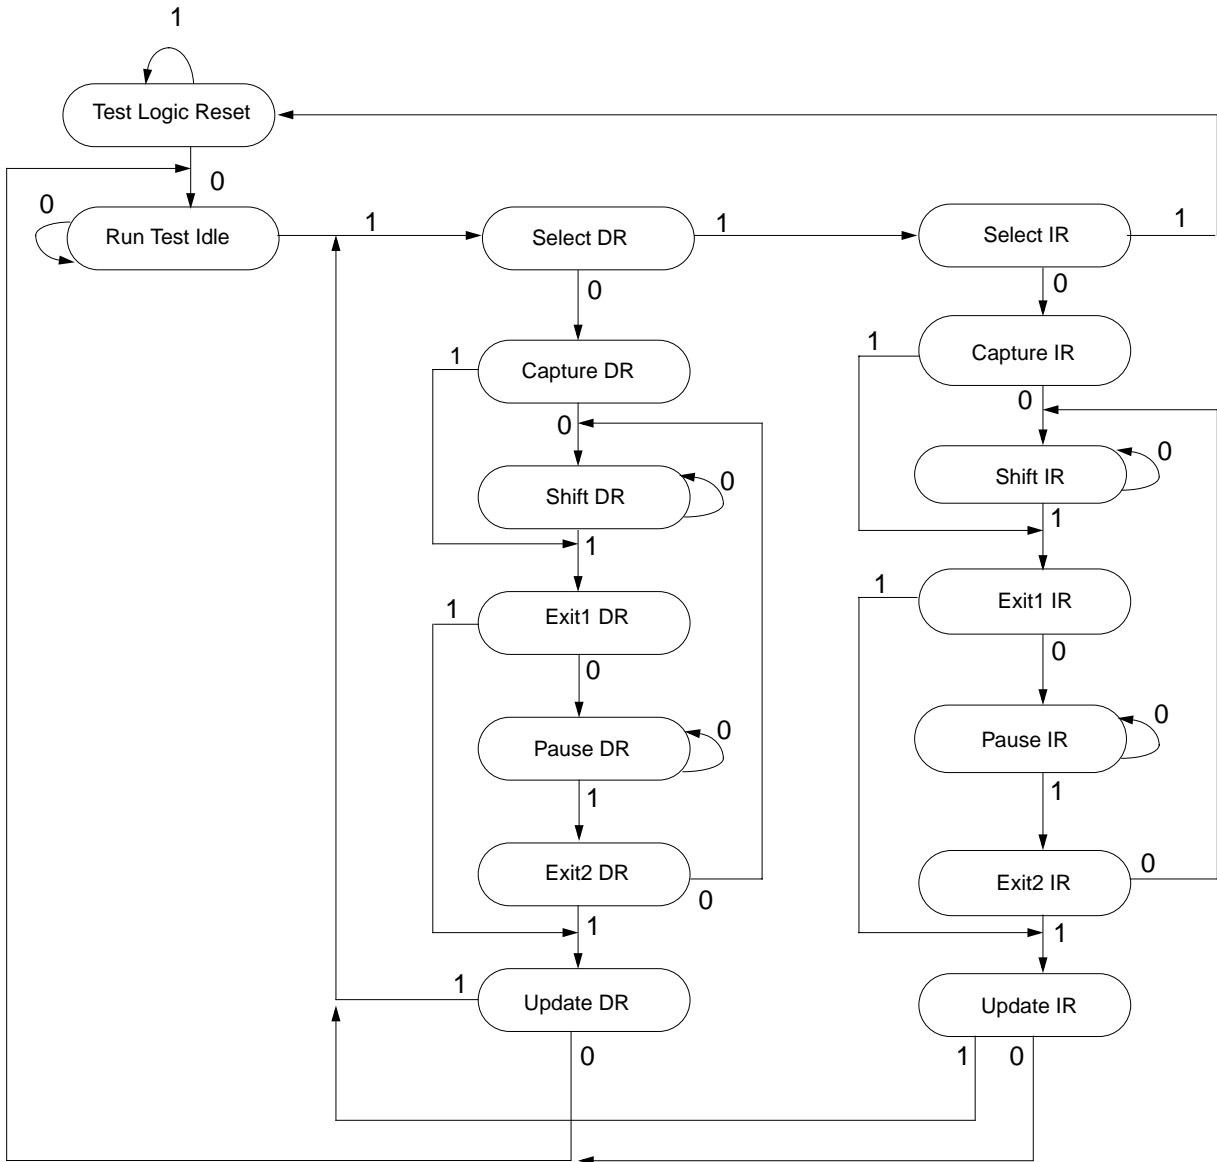 1
Test Logic Reset
0
0
Run Test Idle
1
Select DR
1
Select IR
1
0
0
1
Capture DR
1
Capture IR
0
0
Shift DR
0
Shift IR
0
1
1
1
Exit1 DR
1
Exit1 IR
0
0
Pause DR
0
Pause IR
0
1
1
Exit2 DR
0
Exit2 IR
0
1
1
1
Update DR
Update IR
0
1
0